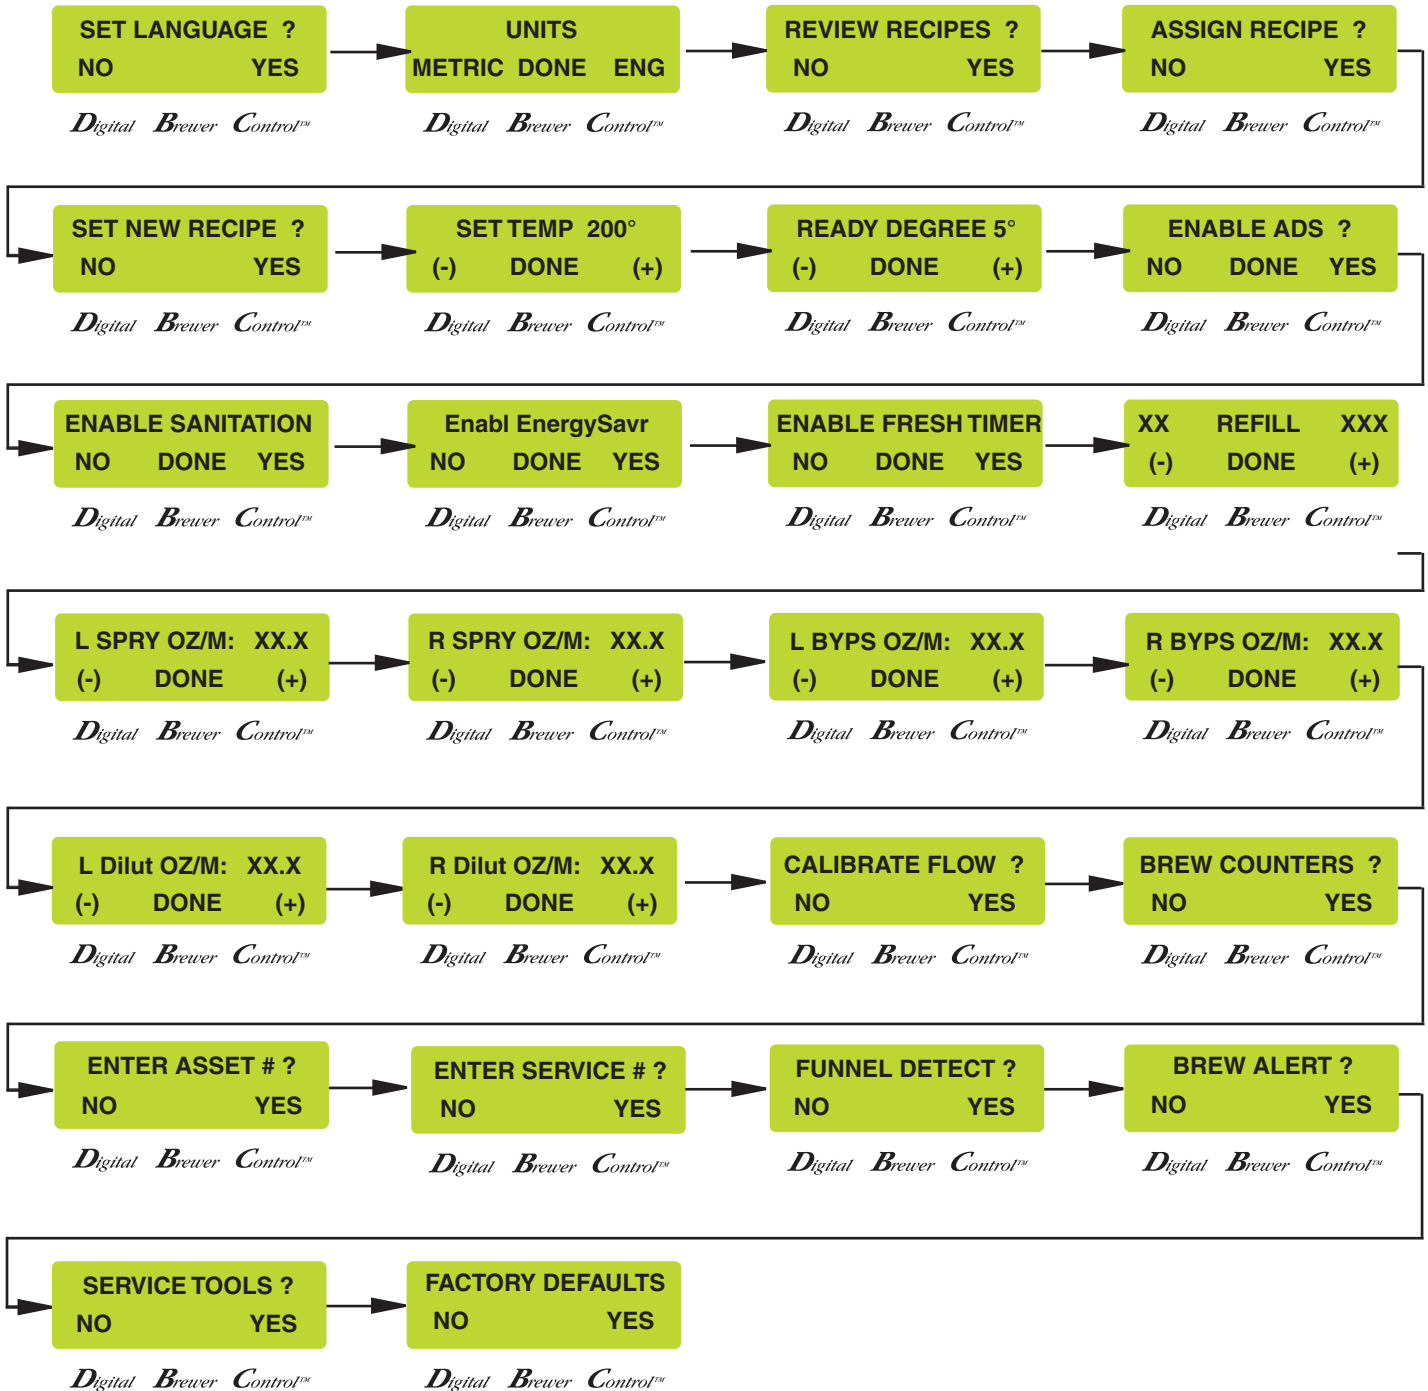 SET LANGUAGE ?
NO YES
Digital Brewer Control™
UNITS
METRIC DONE ENG
Digital Brewer Control™
REVIEW RECIPES ?
NO YES
Digital Brewer Control™
ASSIGN RECIPE ?
NO YES
Digital Brewer Control™
SET NEW RECIPE ?
NO YES
Digital Brewer Control™
SET TEMP 200°
(-) DONE (+)
Digital Brewer Control™
READY DEGREE 5°
(-) DONE (+)
Digital Brewer Control™
ENABLE ADS ?
NO DONE YES
Digital Brewer Control™
ENABLE SANITATION
NO DONE YES
Digital Brewer Control™
Enabl EnergySavr
NO DONE YES
Digital Brewer Control™
ENABLE FRESH TIMER
NO DONE YES
Digital Brewer Control™
XX REFILL XXX
(-) DONE (+)
Digital Brewer Control™
L SPRY OZ/M: XX.X
(-) DONE (+)
Digital Brewer Control™
R SPRY OZ/M: XX.X
(-) DONE (+)
Digital Brewer Control™
L BYPS OZ/M: XX.X
(-) DONE (+)
Digital Brewer Control™
R BYPS OZ/M: XX.X
(-) DONE (+)
Digital Brewer Control™
L Dilut OZ/M: XX.X
(-) DONE (+)
Digital Brewer Control™
R Dilut OZ/M: XX.X
(-) DONE (+)
Digital Brewer Control™
CALIBRATE FLOW ?
NO YES
Digital Brewer Control™
BREW COUNTERS ?
NO YES
Digital Brewer Control™
ENTER ASSET # ?
NO YES
Digital Brewer Control™
ENTER SERVICE # ?
NO YES
Digital Brewer Control™
FUNNEL DETECT ?
NO YES
Digital Brewer Control™
BREW ALERT ?
NO YES
Digital Brewer Control™
SERVICE TOOLS ?
NO YES
Digital Brewer Control™
FACTORY DEFAULTS
NO YES
Digital Brewer Control™